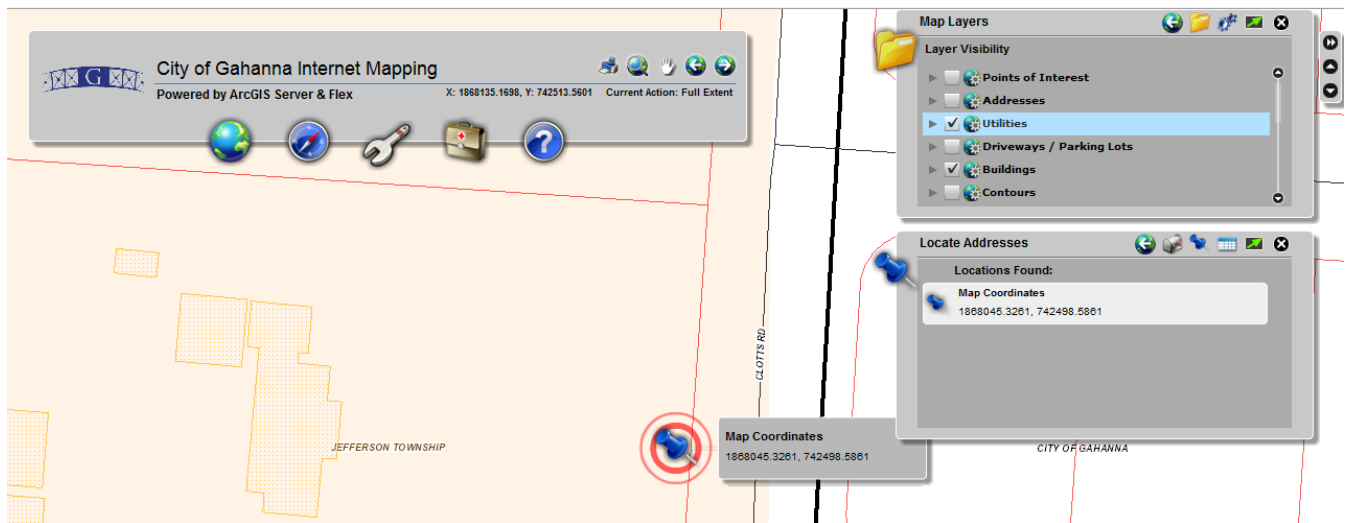 G
City of Gahanna Internet Mapping
Powered by ArcGIS Server & Flex
X: 1868135.1698, Y: 742513.5601
Current Action: Full Extent
?
Map Layers
Layer Visibility
Points of Interest
Addresses
Utilities
Driveways / Parking Lots
Buildings
Contours
Locate Addresses
Locations Found:
Map Coordinates
1868045.3261, 742498.5861
CLOTTS RD
JEFFERSON TOWNSHIP
Map Coordinates
1868045.3261, 742498.5861
CITY OF GAHANNA